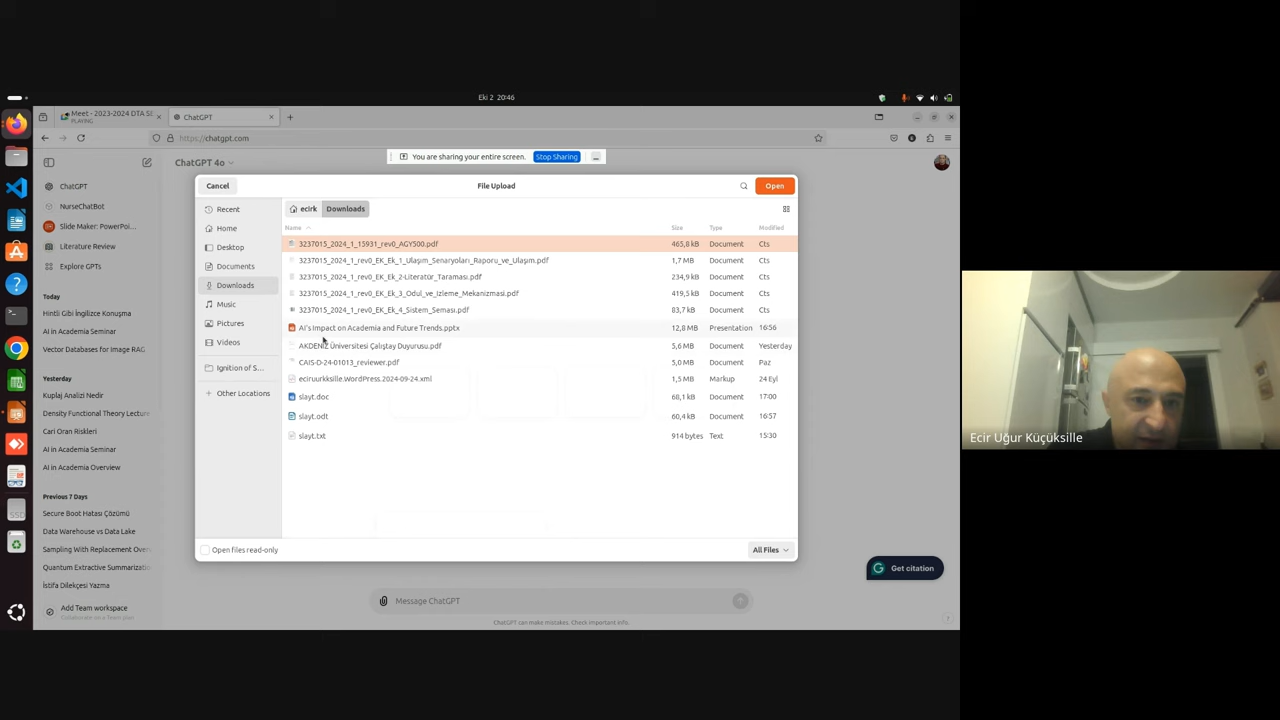 Eki 2 20:46
Meet - 2023-2024 DTA SE
PLAYING
ChatGPT
https://chatgpt.com
ChatGPT 4o
You are sharing your entire screen.
Stop Sharing
ChatGPT
NurseChatBot
Slide Maker: PowerPoi...
Literature Review
Explore GPTs
Today
Hintli Gibi İngilizce Konuşma
AI in Academia Seminar
Vector Databases for Image RAG
Yesterday
Kuplaj Analizi Nedir
Density Functional Theory Lecture
Cari Oran Riskleri
AI in Academia Seminar
AI in Academia Overview
Previous 7 Days
Secure Boot Hatası Çözümü
Data Warehouse vs Data Lake
Sampling With Replacement Over
Quantum Extractive Summarizatio
İstifa Dilekçesi Yazma
Add Team workspace
Collaborate on a Team plan
Cancel
File Upload
Open
Recent
Home
Desktop
Documents
Downloads
Music
Pictures
Videos
Ignition of S...
Other Locations
ecirk
Downloads
Name Size Type Modified
3237015_2024_1_15931_rev0_AGY500.pdf 465,8 kB Document Cts
3237015_2024_1_rev0_EK_Ek_1_Ulaşım_Senaryoları_Raporu_ve_Ulaşım.pdf 1,7 MB Document Cts
3237015_2024_1_rev0_EK_Ek_2-Literatür_Taraması.pdf 234,9 kB Document Cts
3237015_2024_1_rev0_EK_Ek_3_Odul_ve_Izleme_Mekanizmasi.pdf 419,5 kB Document Cts
3237015_2024_1_rev0_EK_Ek_4_Sistem_Seması.pdf 83,7 kB Document Cts
AI's Impact on Academia and Future Trends.pptx 12,8 MB Presentation 16:56
AKDENİZ Üniversitesi Çalıştay Duyurusu.pdf 5,6 MB Document Yesterday
CAIS-D-24-01013_reviewer.pdf 5,0 MB Document Paz
eciruurkksille.WordPress.2024-09-24.xml 1,5 MB Markup 24 Eyl
slayt.doc 68,1 kB Document 17:00
slayt.odt 60,4 kB Document 16:57
slayt.txt 914 bytes Text 15:30
Open files read-only
All Files
Get citation
Message ChatGPT
ChatGPT can make mistakes. Check important info.
Ecir Uğur Küçüksille